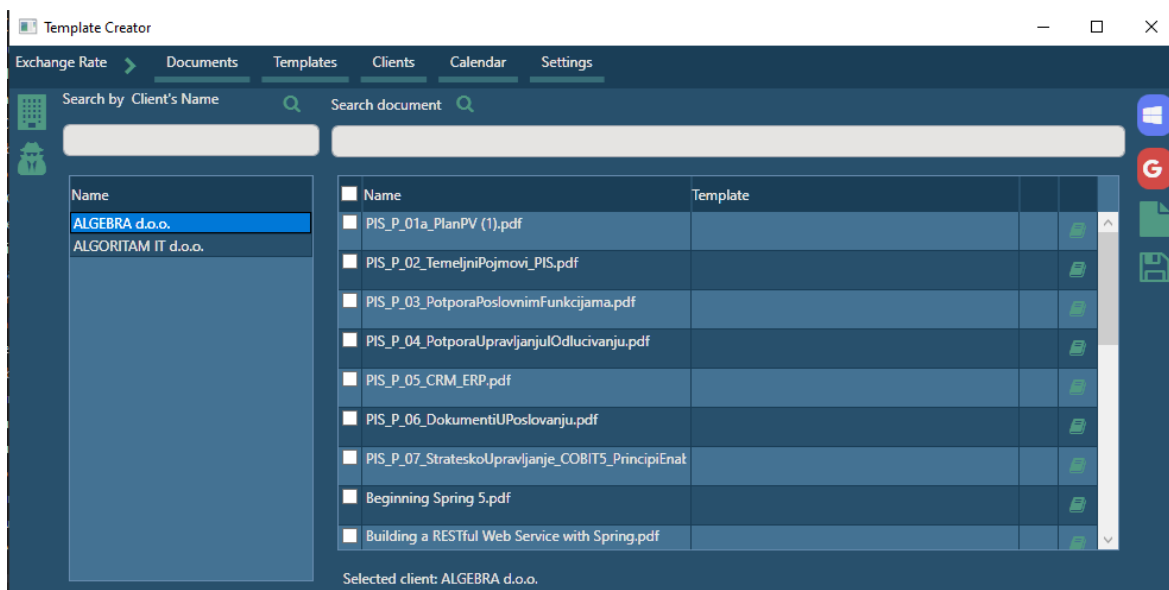 Template Creator
Exchange Rate Documents Templates Clients Calendar Settings
Search by Client's Name
Search document
G
Name
ALGEBRA d.o.o.
ALGORITAM IT d.o.o.
Name Template
PIS_P_01a_PlanPV (1).pdf
PIS_P_02_TemeljniPojmovi_PIS.pdf
PIS_P_03_PotporaPoslovnimFunkcijama.pdf
PIS_P_04_PotporaUpravljanjuIOdlucivanju.pdf
PIS_P_05_CRM_ERP.pdf
PIS_P_06_DokumentiUPoslovanju.pdf
PIS_P_07_StrateskoUpravljanje_COBIT5_PrincipiEnat
Beginning Spring 5.pdf
Building a RESTful Web Service with Spring.pdf
Selected client: ALGEBRA d.o.o.